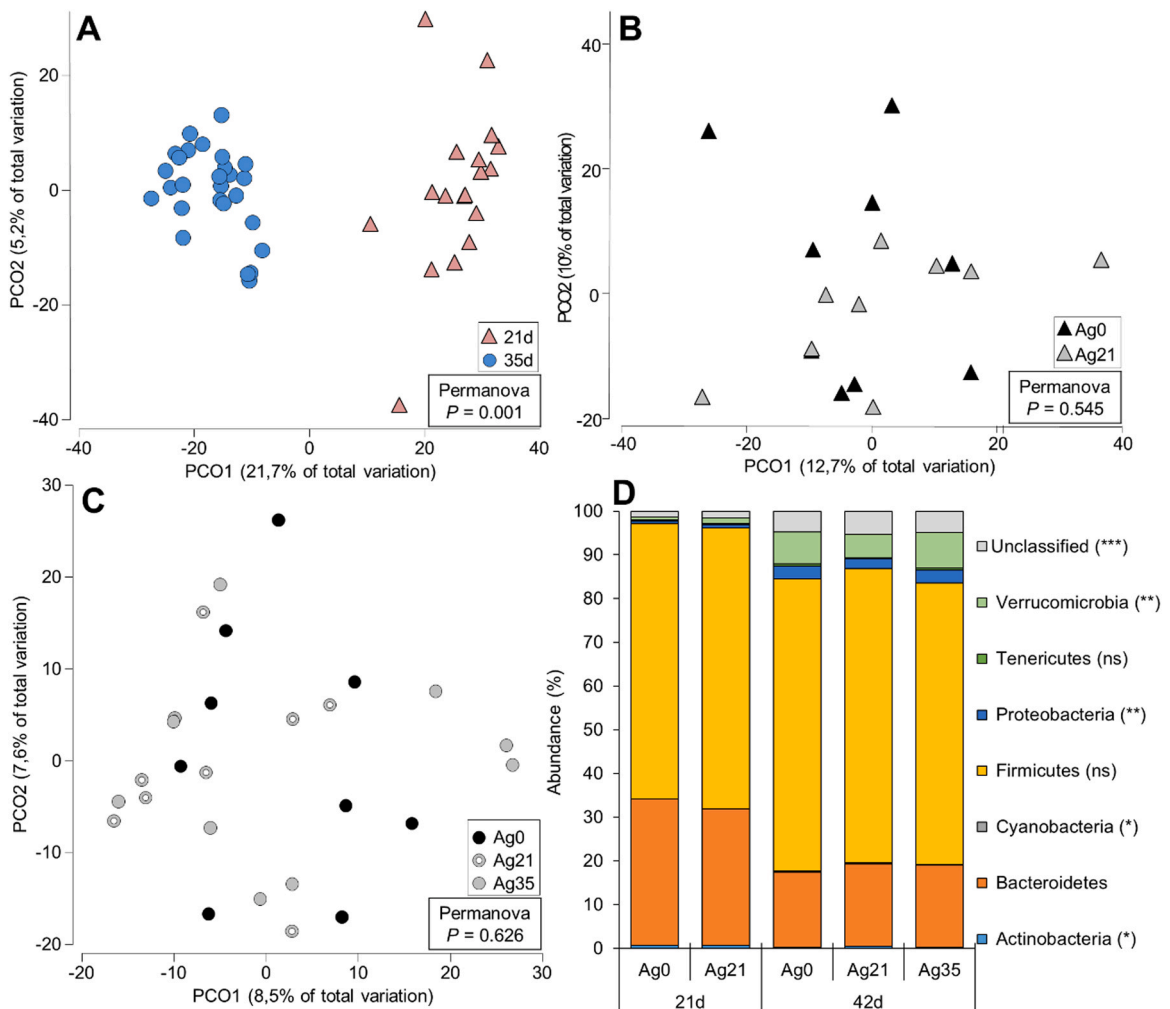 A
PCO2 (5,2% of total variation)
20
0
-20
-40
-40
-20
0
20
40
PCO1 (21,7% of total variation)
21d
35d
Permanova
P = 0.001
B
PCO2 (10% of total variation)
40
20
0
-20
-40
-20
0
20
40
PCO1 (12,7% of total variation)
Ag0
Ag21
Permanova
P = 0.545
C
PCO2 (7,6% of total variation)
30
20
10
0
-10
-20
-20
-10
0
10
20
30
PCO1 (8,5% of total variation)
Ag0
Ag21
Ag35
Permanova
P = 0.626
D
Abundance (%)
100
90
80
70
60
50
40
30
20
10
0
Ag0
Ag21
Ag0
Ag21
Ag35
21d
42d
Unclassified (***)
Verrucomicrobia (**)
Tenericutes (ns)
Proteobacteria (**)
Firmicutes (ns)
Cyanobacteria (*)
Bacteroidetes
Actinobacteria (*)